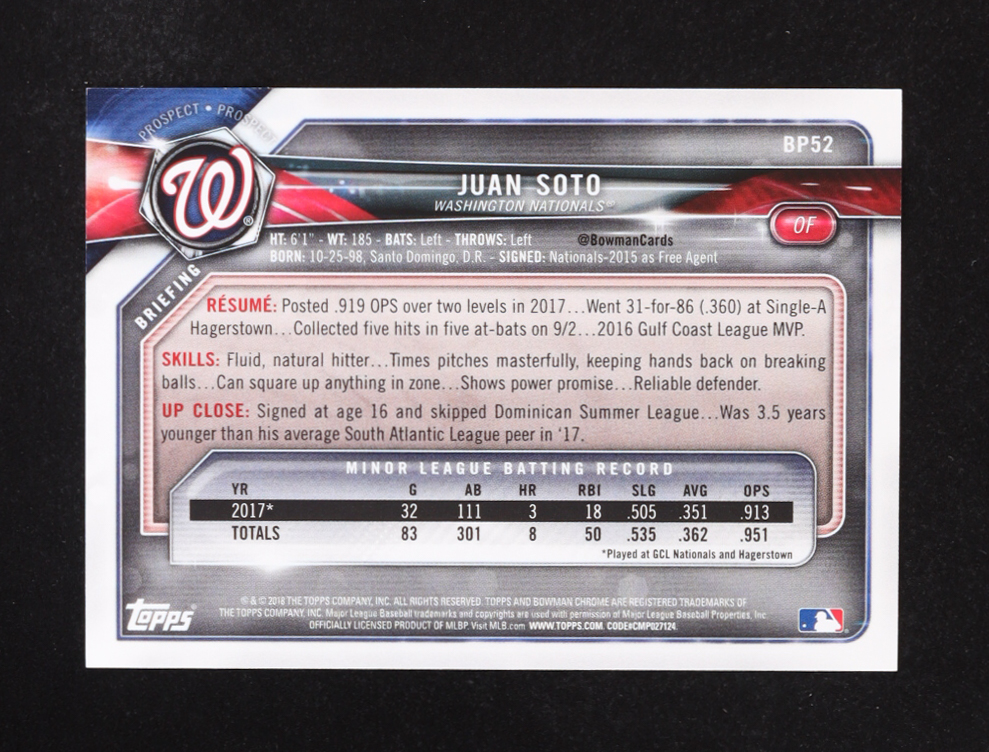 PROSPECT • PROSPECT
BP52
W®
JUAN SOTO
WASHINGTON NATIONALS®
OF
HT: 6'1" - WT: 185 - BATS: Left - THROWS: Left @BowmanCards
BORN: 10-25-98, Santo Domingo, D.R. - SIGNED: Nationals-2015 as Free Agent
BRIEFING
RÉSUMÉ: Posted .919 OPS over two levels in 2017...Went 31-for-86 (.360) at Single-A
Hagerstown...Collected five hits in five at-bats on 9/2...2016 Gulf Coast League MVP.
SKILLS: Fluid, natural hitter...Times pitches masterfully, keeping hands back on breaking
balls...Can square up anything in zone...Shows power promise...Reliable defender.
UP CLOSE: Signed at age 16 and skipped Dominican Summer League...Was 3.5 years
younger than his average South Atlantic League peer in '17.
MINOR LEAGUE BATTING RECORD
YR G AB HR RBI SLG AVG OPS
2017* 32 111 3 18 .505 .351 .913
TOTALS 83 301 8 50 .535 .362 .951
*Played at GCL Nationals and Hagerstown
® & © 2018 THE TOPPS COMPANY, INC. ALL RIGHTS RESERVED. TOPPS AND BOWMAN CHROME ARE REGISTERED TRADEMARKS OF
THE TOPPS COMPANY, INC. Major League Baseball trademarks and copyrights are used with permission of Major League Baseball Properties, Inc.
OFFICIALLY LICENSED PRODUCT OF MLBP. Visit MLB.com WWW.TOPPS.COM. CODE#CMP027124.
Topps®